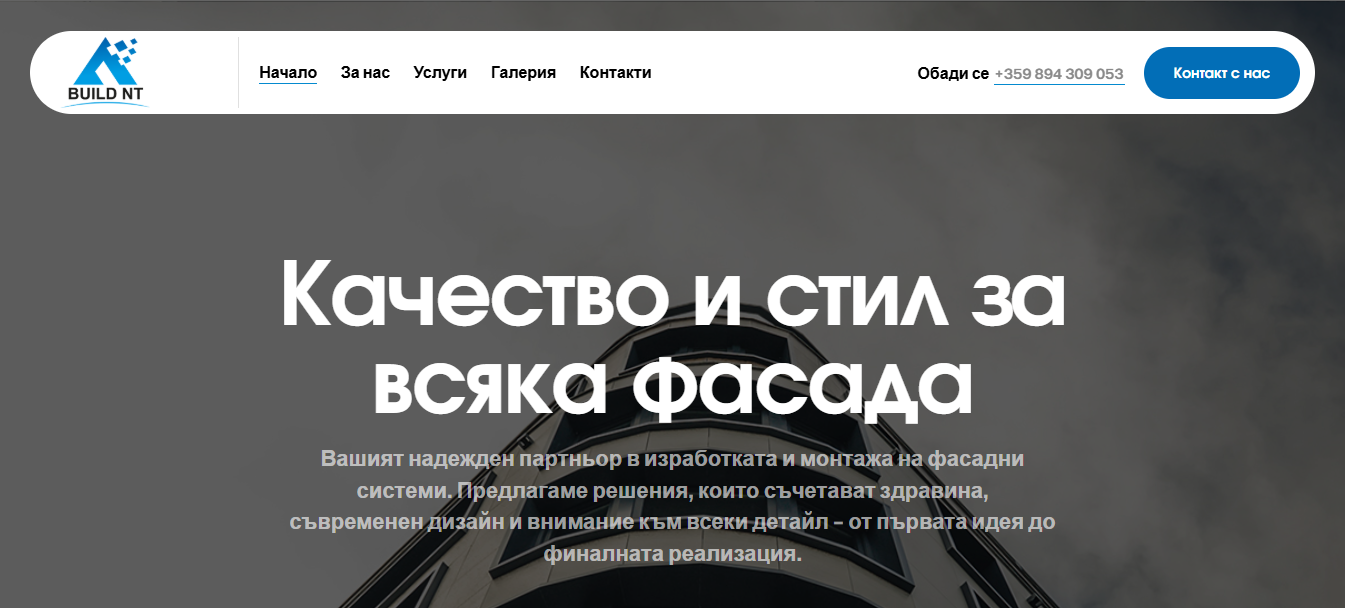 BUILD NT
Начало За нас Услуги Галерия Контакти
Обади се +359 894 309 053
Контакт с нас
Качество и стил за
всяка фасада
Вашият надежден партньор в изработката и монтажа на фасадни
системи. Предлагаме решения, които съчетават здравина,
съвременен дизайн и внимание към всеки детайл – от първата идея до
финалната реализация.